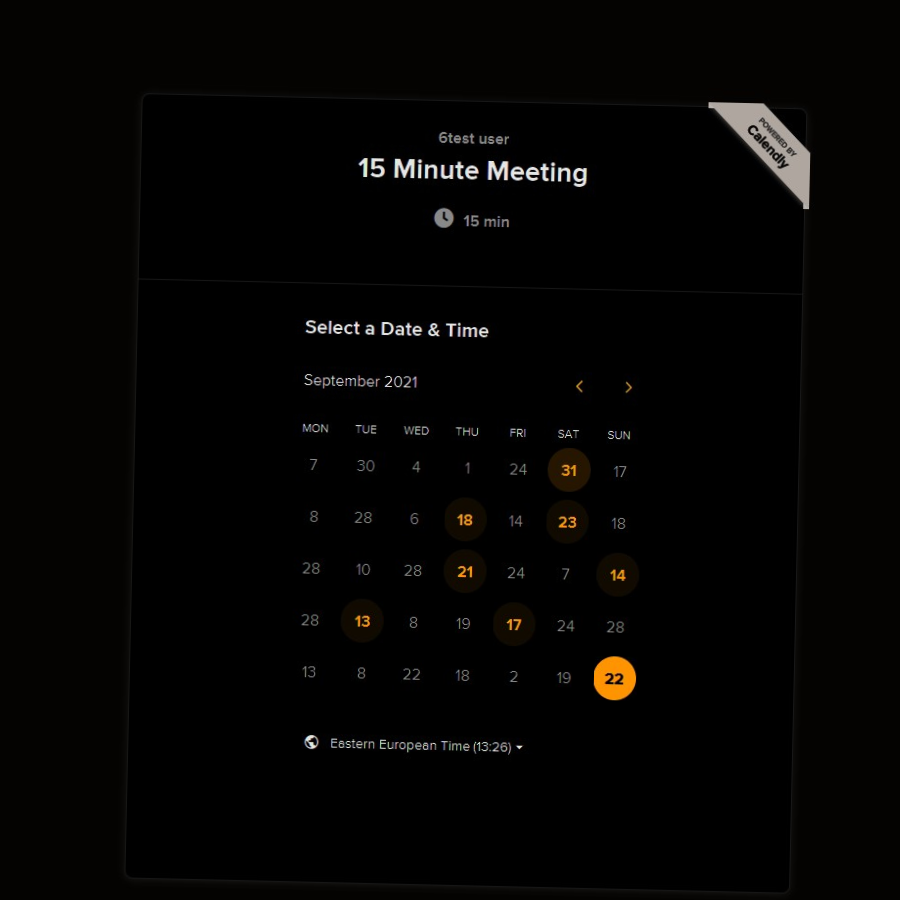 POWERED BY
Calendly
6test user
15 Minute Meeting
15 min
Select a Date & Time
September 2021
MON TUE WED THU FRI SAT SUN
7 30 4 1 24 31 17
8 28 6 18 14 23 18
28 10 28 21 24 7 14
28 13 8 19 17 24 28
13 8 22 18 2 19 22
Eastern European Time (13:26)